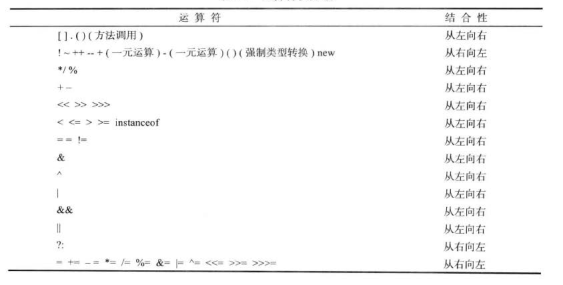 运 算 符 结 合 性
[ ] . ( ) ( 方法调用 ) 从左向右
! ~ ++ -- + ( 一元运算 ) - ( 一元运算 ) ( ) ( 强制类型转换 ) new 从右向左
*/ % 从左向右
+ − 从左向右
<< >> >>> 从左向右
< <= > >= instanceof 从左向右
= = != 从左向右
& 从左向右
^ 从左向右
| 从左向右
&& 从左向右
|| 从左向右
?: 从右向左
= += − = *= /= %= &= |= ^= <<= >>= >>>= 从右向左